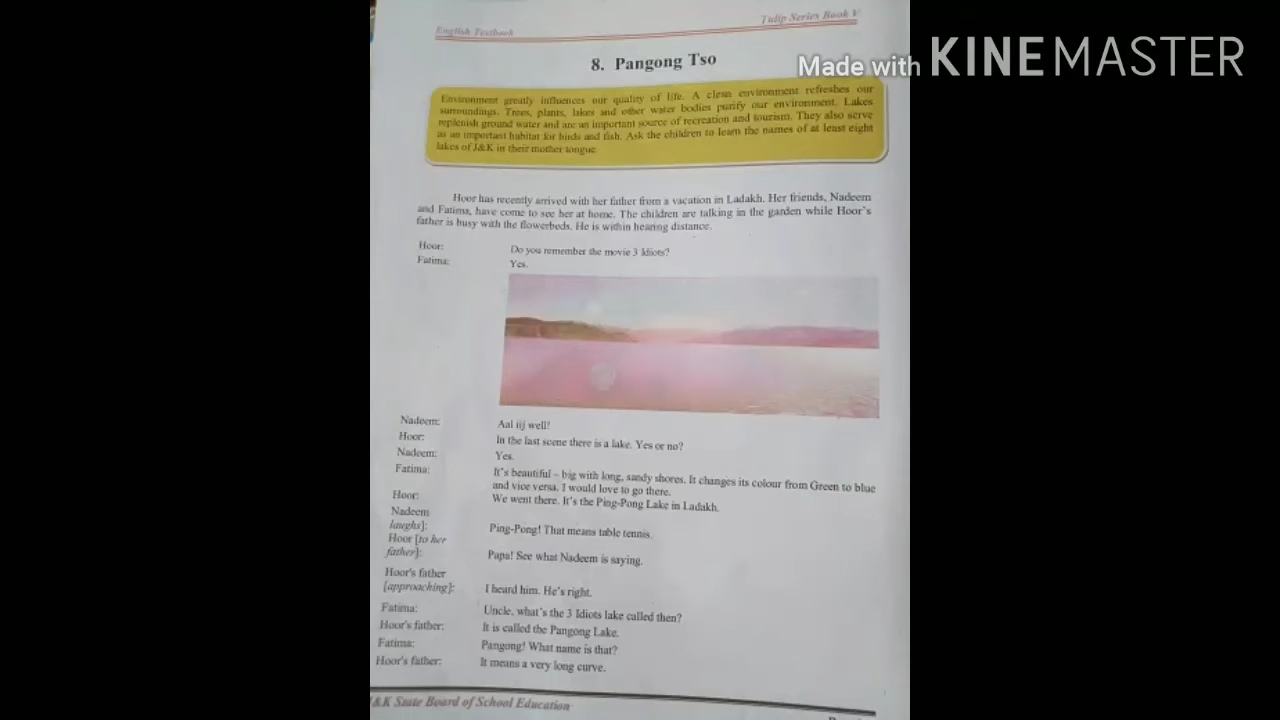 English Textbook
Tulip Series Book V
Made with KINEMASTER
8. Pangong Tso
Environment greatly influences our quality of life. A clean environment refreshes our
surroundings. Trees, plants, lakes and other water bodies purify our environment. Lakes
replenish ground water and are an important source of recreation and tourism. They also serve
as an important habitat for birds and fish. Ask the children to learn the names of at least eight
lakes of J&K in their mother tongue.
Hoor has recently arrived with her father from a vacation in Ladakh. Her friends, Nadeem
and Fatima, have come to see her at home. The children are talking in the garden while Hoor's
father is busy with the flowerbeds. He is within hearing distance.
Hoor: Do you remember the movie 3 Idiots?
Fatima: Yes.
Nadeem: Aal iij well?
Hoor: In the last scene there is a lake. Yes or no?
Nadeem: Yes.
Fatima: It's beautiful – big with long, sandy shores. It changes its colour from Green to blue
and vice versa. I would love to go there.
Hoor: We went there. It's the Ping-Pong Lake in Ladakh.
Nadeem
laughs]: Ping-Pong! That means table tennis.
Hoor [to her
father]: Papa! See what Nadeem is saying.
Hoor's father
[approaching]: I heard him. He's right.
Fatima: Uncle, what's the 3 Idiots lake called then?
Hoor's father: It is called the Pangong Lake.
Fatima: Pangong! What name is that?
Hoor's father: It means a very long curve.
J&K State Board of School Education